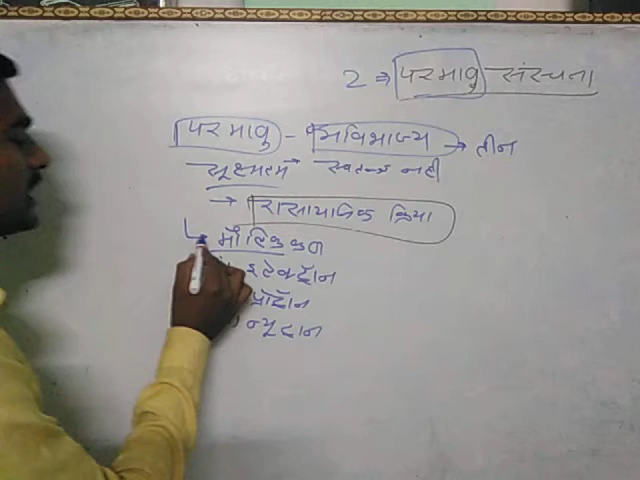 2 ⇒ परमाणु संरचना
परमाणु - अविभाज्य → तीन
सूक्ष्मतम → स्वतन्त्र नही
→ रासायनिक क्रिया
↳ मौलिक कण
इलेक्ट्रॉन
प्रोट्रॉन
न्यूट्रान